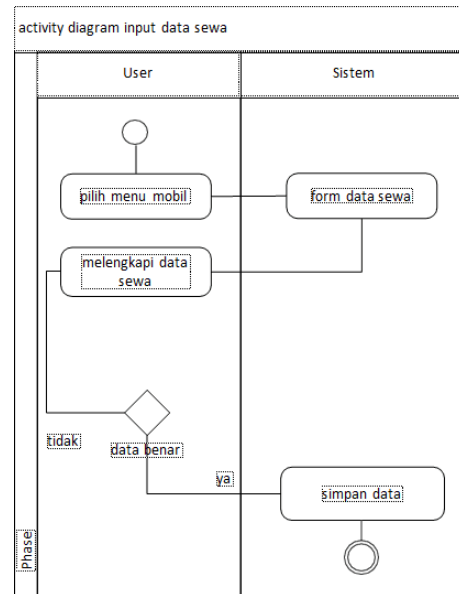 activity diagram input data sewa
User
Sistem
pilih menu mobil
form data sewa
melengkapi data
sewa
tidak
data benar
ya
simpan data
Phase